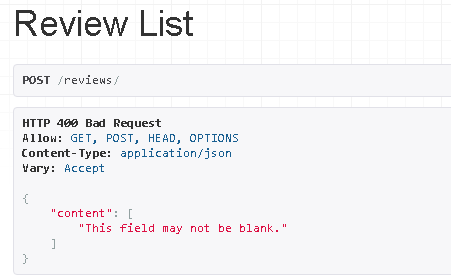 Review List
POST /reviews/
HTTP 400 Bad Request
Allow: GET, POST, HEAD, OPTIONS
Content-Type: application/json
Vary: Accept
{
    "content": [
        "This field may not be blank."
    ]
}